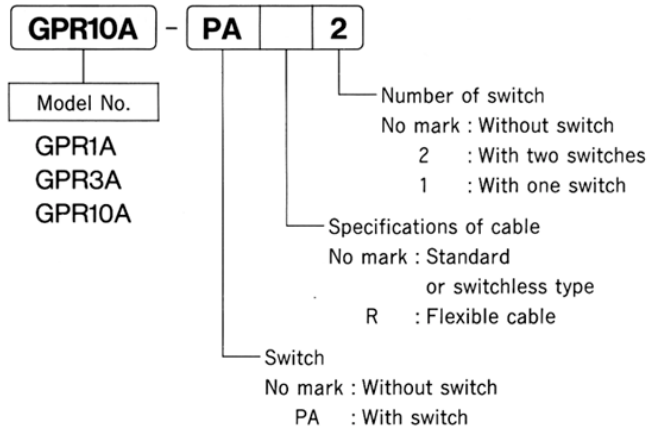 GPR10A - PA 2
Model No.
GPR1A
GPR3A
GPR10A
Number of switch
No mark : Without switch
2 : With two switches
1 : With one switch
Specifications of cable
No mark : Standard
or switchless type
R : Flexible cable
Switch
No mark : Without switch
PA : With switch